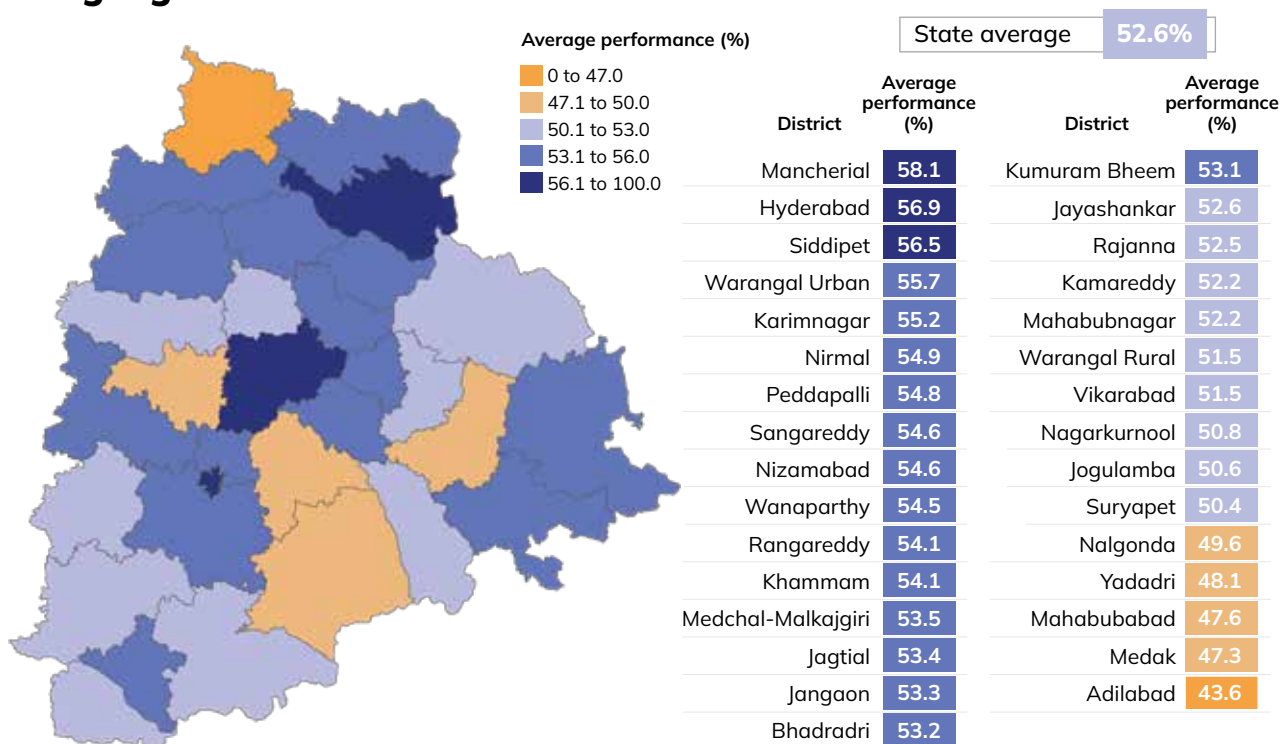 Average performance (%)
0 to 47.0
47.1 to 50.0
50.1 to 53.0
53.1 to 56.0
56.1 to 100.0
State average 52.6%
District Average performance (%)
Mancherial 58.1
Hyderabad 56.9
Siddipet 56.5
Warangal Urban 55.7
Karimnagar 55.2
Nirmal 54.9
Peddapalli 54.8
Sangareddy 54.6
Nizamabad 54.6
Wanaparthy 54.5
Rangareddy 54.1
Khammam 54.1
Medchal-Malkajgiri 53.5
Jagtial 53.4
Jangaon 53.3
Bhadradri 53.2
District Average performance (%)
Kumuram Bheem 53.1
Jayashankar 52.6
Rajanna 52.5
Kamareddy 52.2
Mahabubnagar 52.2
Warangal Rural 51.5
Vikarabad 51.5
Nagarkurnool 50.8
Jogulamba 50.6
Suryapet 50.4
Nalgonda 49.6
Yadadri 48.1
Mahabubabad 47.6
Medak 47.3
Adilabad 43.6